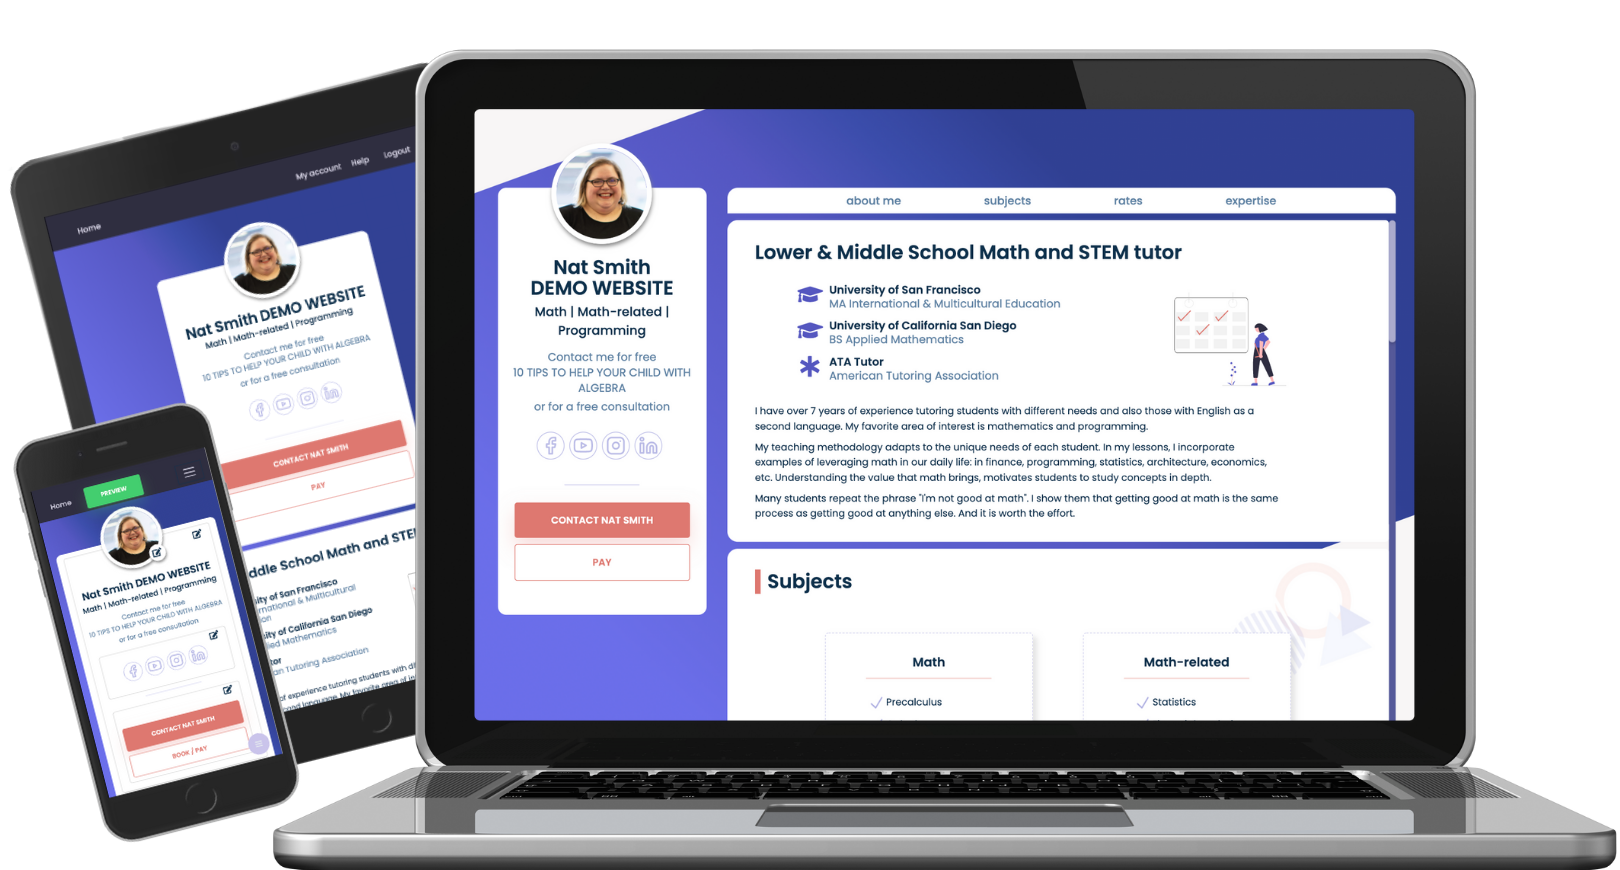 My account Help Logout
Home
Nat Smith DEMO WEBSITE
Math | Math-related | Programming
Contact me for free
10 TIPS TO HELP YOUR CHILD WITH ALGEBRA
or for a free consultation
CONTACT NAT SMITH
PAY
ddle School Math and STE
ity of San Francisco
rnational & Multicultural
ion
ity of California San Diego
lied Mathematics
tor
an Tutoring Association
of experience tutoring students with di
Home PREVIEW
Nat Smith DEMO WEBSITE
Math | Math-related | Programming
Contact me for free
10 TIPS TO HELP YOUR CHILD WITH ALGEBRA
or for a free consultation
CONTACT NAT SMITH
BOOK / PAY
Nat Smith
DEMO WEBSITE
Math | Math-related |
Programming
Contact me for free
10 TIPS TO HELP YOUR CHILD WITH
ALGEBRA
or for a free consultation
CONTACT NAT SMITH
PAY
about me subjects rates expertise
Lower & Middle School Math and STEM tutor
University of San Francisco
MA International & Multicultural Education
University of California San Diego
BS Applied Mathematics
ATA Tutor
American Tutoring Association
I have over 7 years of experience tutoring students with different needs and also those with English as a
second language. My favorite area of interest is mathematics and programming.
My teaching methodology adapts to the unique needs of each student. In my lessons, I incorporate
examples of leveraging math in our daily life: in finance, programming, statistics, architecture, economics,
etc. Understanding the value that math brings, motivates students to study concepts in depth.
Many students repeat the phrase "I'm not good at math". I show them that getting good at math is the same
process as getting good at anything else. And it is worth the effort.
Subjects
Math
Precalculus
Math-related
Statistics